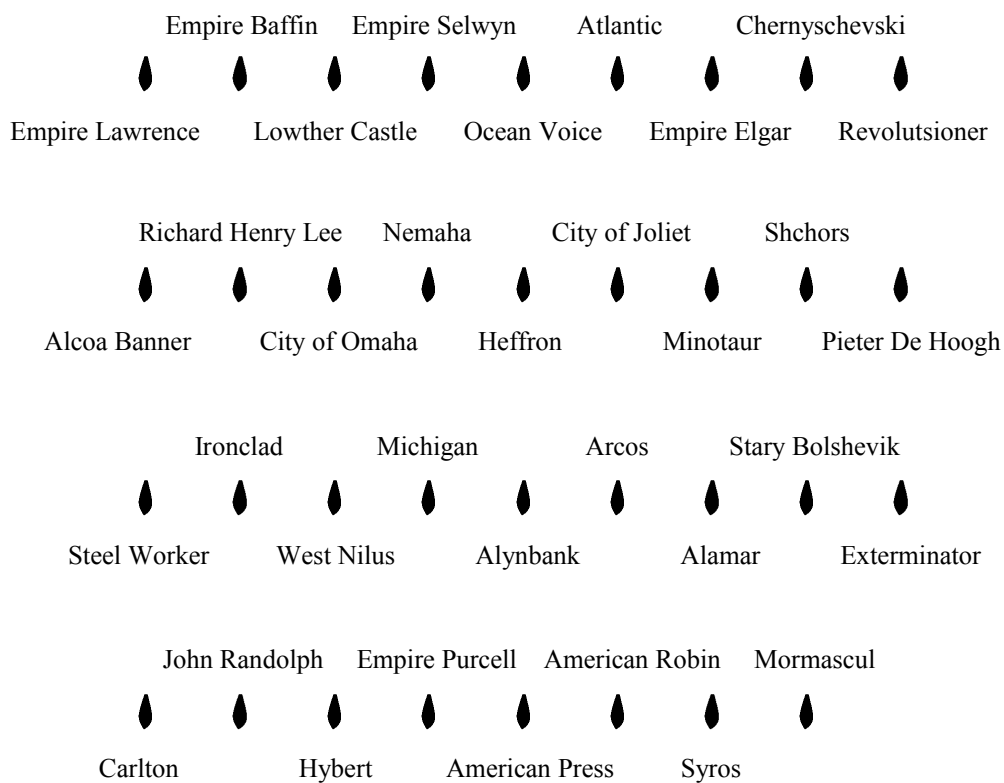 Empire Baffin Empire Selwyn Atlantic Chernyschevski
Empire Lawrence Lowther Castle Ocean Voice Empire Elgar Revolutsioner
Richard Henry Lee Nemaha City of Joliet Shchors
Alcoa Banner City of Omaha Heffron Minotaur Pieter De Hoogh
Ironclad Michigan Arcos Stary Bolshevik
Steel Worker West Nilus Alynbank Alamar Exterminator
John Randolph Empire Purcell American Robin Mormascul
Carlton Hybert American Press Syros